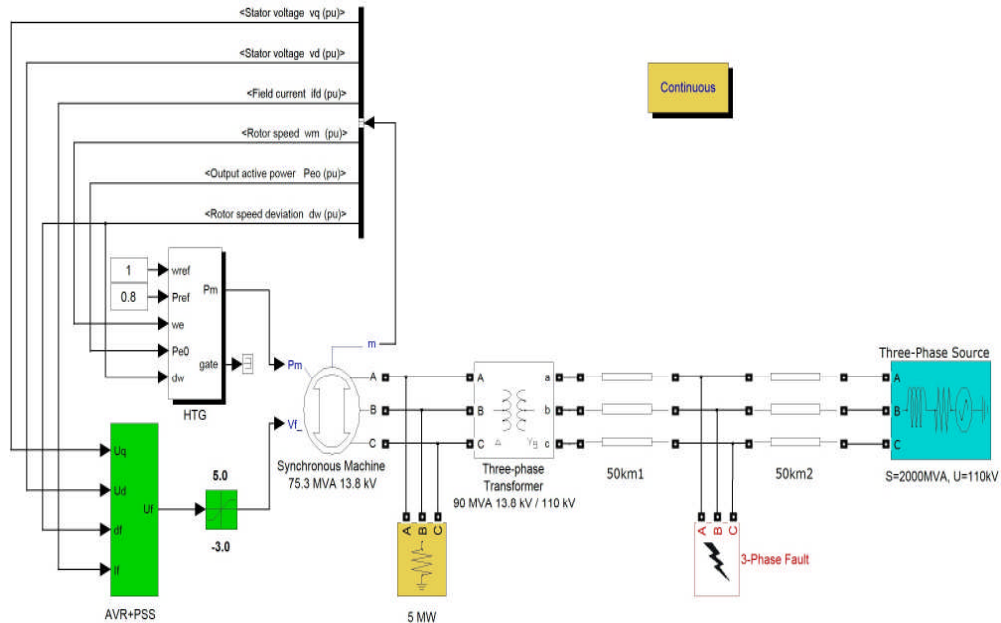 <Stator voltage vq (pu)>
<Stator voltage vd (pu)>
<Field current ifd (pu)>
<Rotor speed wm (pu)>
<Output active power Peo (pu)>
<Rotor speed deviation dw (pu)>
Continuous
1
0.8
wref
Pref
we
Pe0
dw
Pm
gate
HTG
m
Pm
Vf_
A
B
C
Synchronous Machine
75.3 MVA 13.8 kV
A
B
C
a
b
c
Δ
Yg
Three-phase
Transformer
90 MVA 13.8 kV / 110 kV
50km1
50km2
Three-Phase Source
A
B
C
S=2000MVA, U=110kV
Uq
Ud
df
If
Uf
AVR+PSS
5.0
-3.0
A
B
C
5 MW
A
B
C
3-Phase Fault